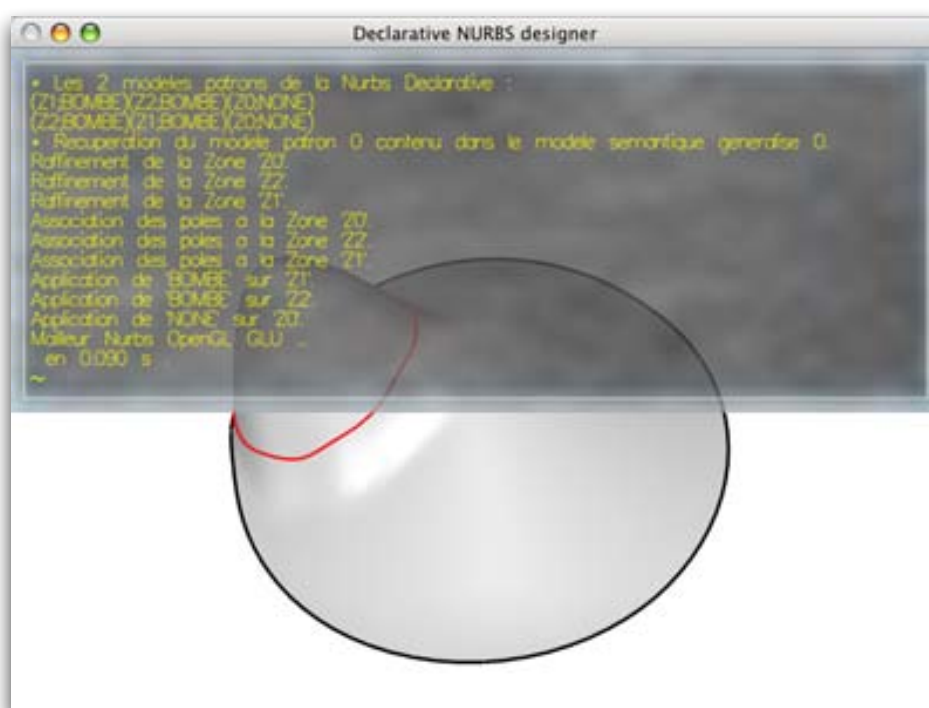 Declarative NURBS designer
• Les 2 modeles patrons de la Nurbs Declarative :
(Z1;BOMBE)(Z2;BOMBE)(Z0;NONE)
(Z2;BOMBE)(Z1;BOMBE)(Z0;NONE)
• Recuperation du modele patron 0 contenu dans le modele semantique generalise 0.
Raffinement de la Zone 'Z0'.
Raffinement de la Zone 'Z2'.
Raffinement de la Zone 'Z1'.
Association des poles a la Zone 'Z0'.
Association des poles a la Zone 'Z2'.
Association des poles a la Zone 'Z1'.
Application de 'BOMBE' sur 'Z1'.
Application de 'BOMBE' sur 'Z2'.
Application de 'NONE' sur 'Z0'.
Mailleur Nurbs OpenGL GLU ...
en 0.090 s .
~